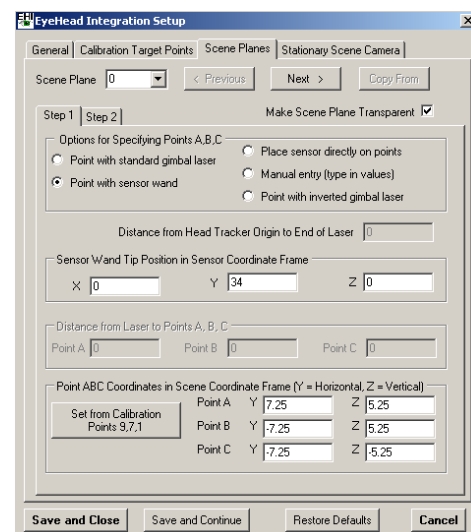 EyeHead Integration Setup
General Calibration Target Points Scene Planes Stationary Scene Camera
Scene Plane 0 < Previous Next > Copy From
Step 1 Step 2 Make Scene Plane Transparent
Options for Specifying Points A,B,C
Point with standard gimbal laser
Point with sensor wand
Place sensor directly on points
Manual entry (type in values)
Point with inverted gimbal laser
Distance from Head Tracker Origin to End of Laser 0
Sensor Wand Tip Position in Sensor Coordinate Frame
X 0 Y 34 Z 0
Distance from Laser to Points A, B, C
Point A 0 Point B 0 Point C 0
Point ABC Coordinates in Scene Coordinate Frame (Y = Horizontal, Z = Vertical)
Set from Calibration
Points 9,7,1
Point A Y 7.25 Z 5.25
Point B Y -7.25 Z 5.25
Point C Y -7.25 Z -5.25
Save and Close Save and Continue Restore Defaults Cancel